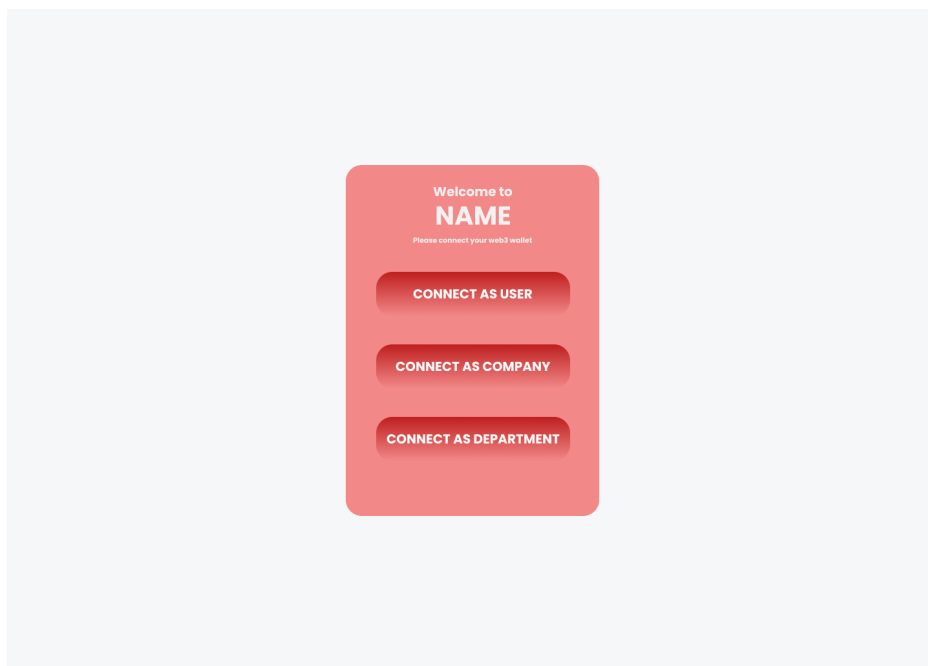 Welcome to
NAME
Please connect your web3 wallet
CONNECT AS USER
CONNECT AS COMPANY
CONNECT AS DEPARTMENT